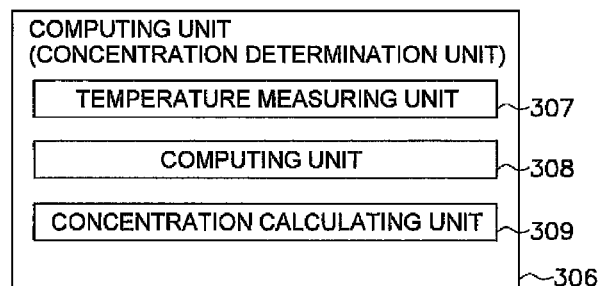 COMPUTING UNIT
(CONCENTRATION DETERMINATION UNIT)
TEMPERATURE MEASURING UNIT
307
COMPUTING UNIT
308
CONCENTRATION CALCULATING UNIT
309
306